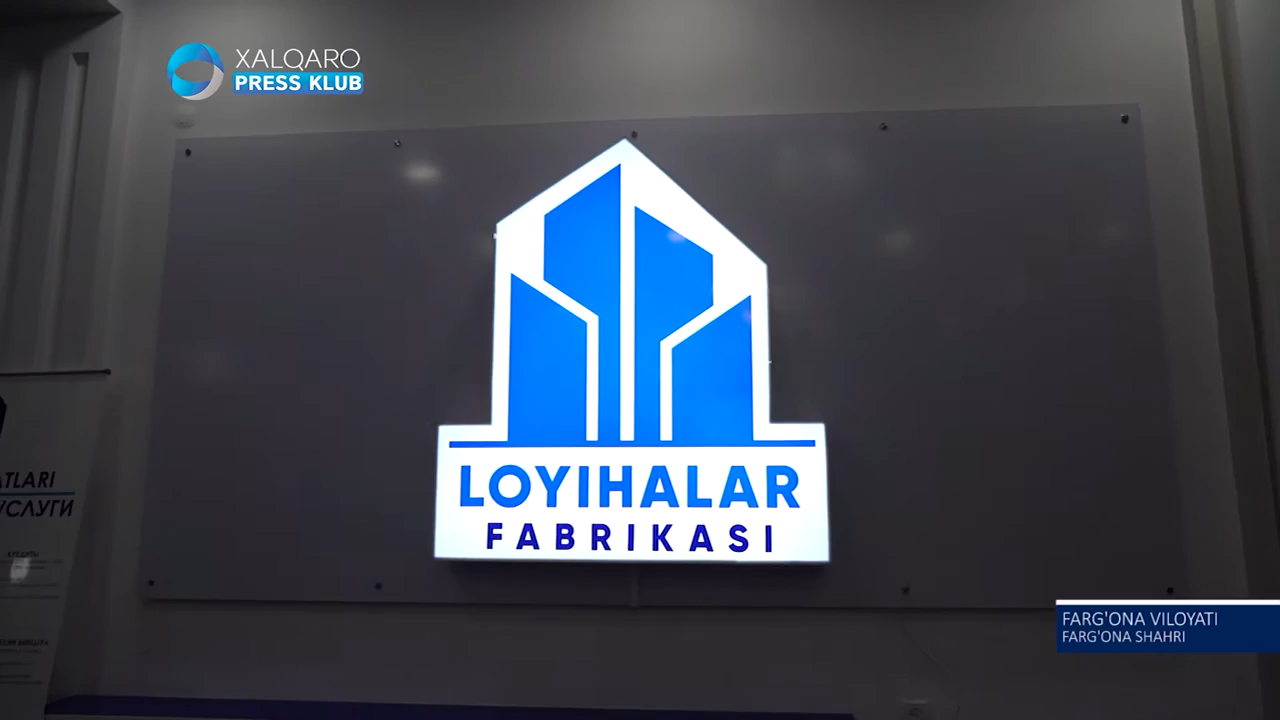 XALQARO
PRESS KLUB
LOYIHALAR
FABRIKASI
ATLARI
УСЛУГИ
FARG'ONA VILOYATI
FARG'ONA SHAHRI